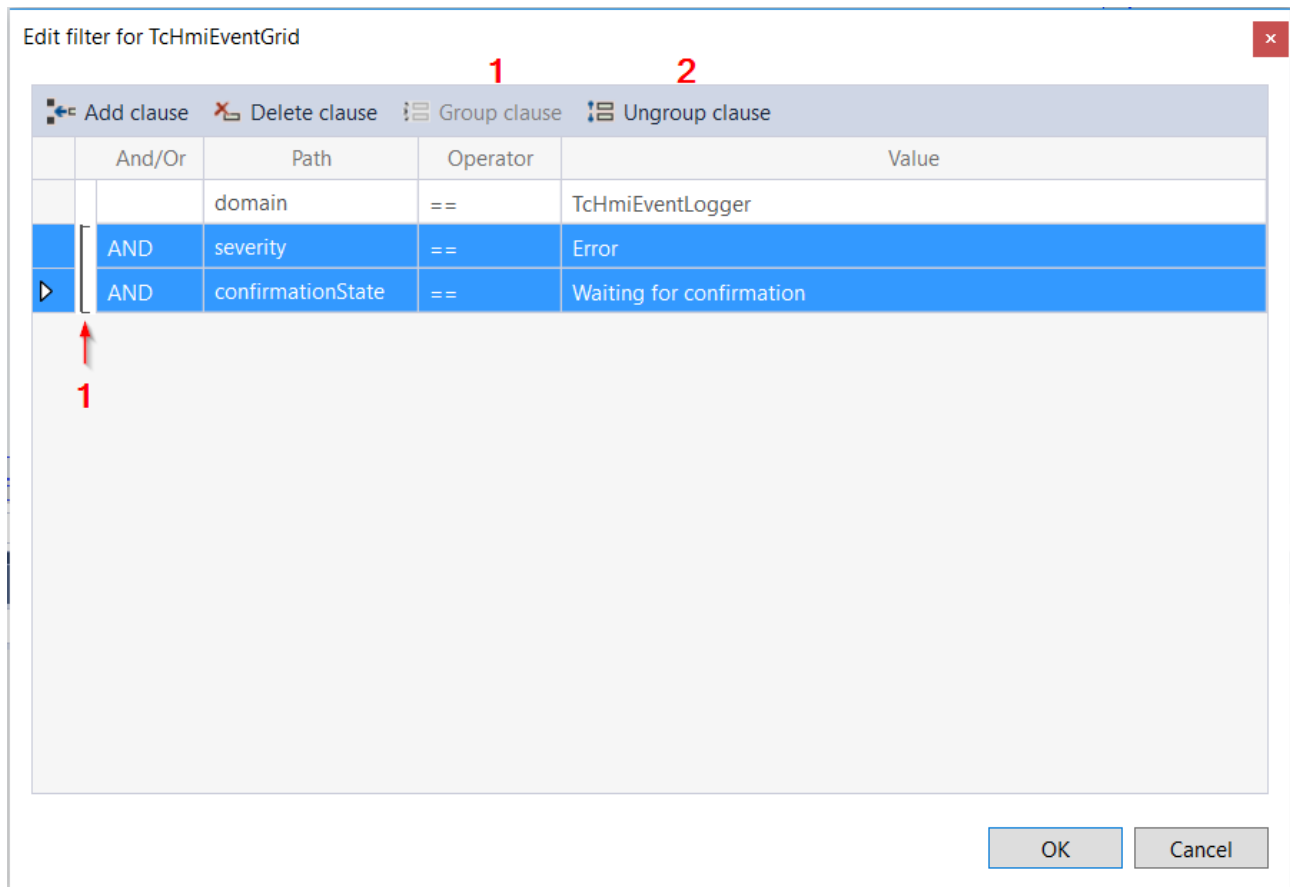 Edit filter for TcHmiEventGrid
×
1 2
Add clause Delete clause Group clause Ungroup clause
And/Or Path Operator Value
domain == TcHmiEventLogger
AND severity == Error
AND confirmationState == Waiting for confirmation
1
OK Cancel